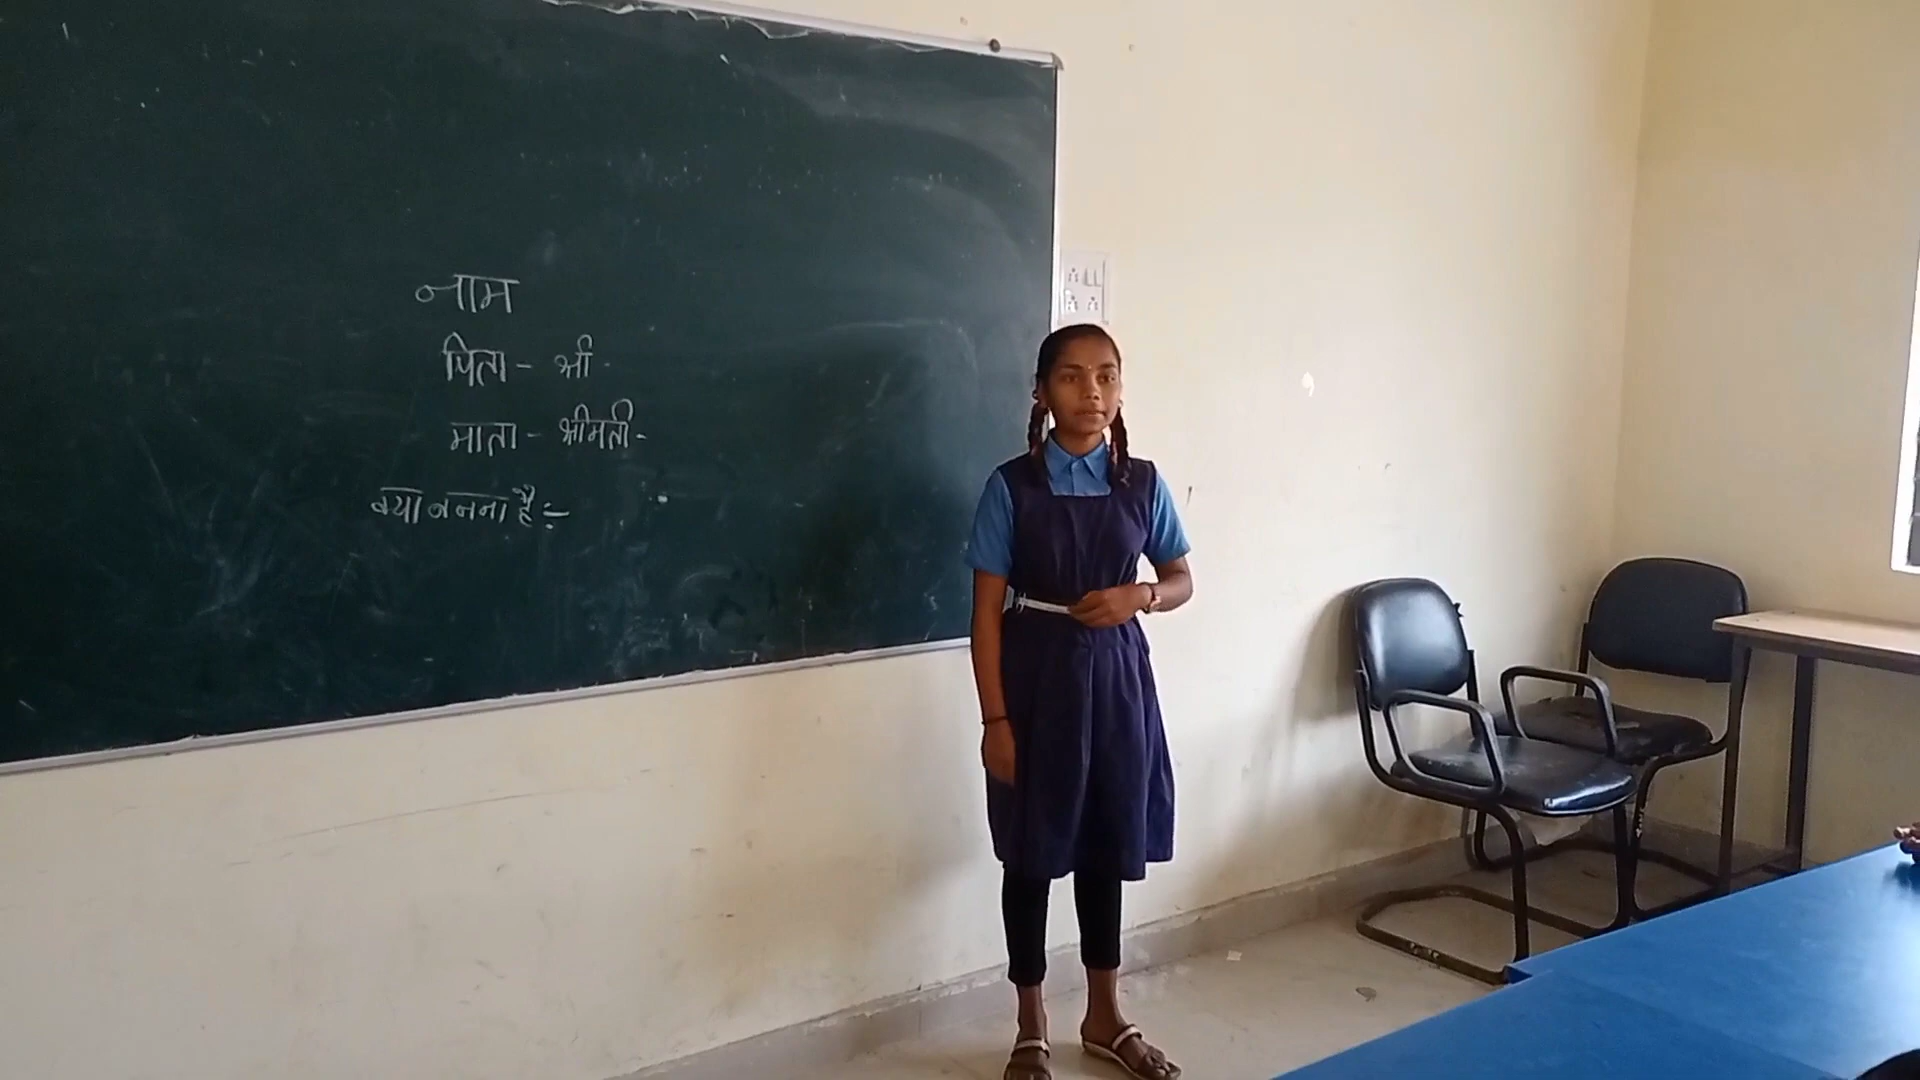 नाम
पिता - श्री -
माता - श्रीमती -
क्या बनना है :-